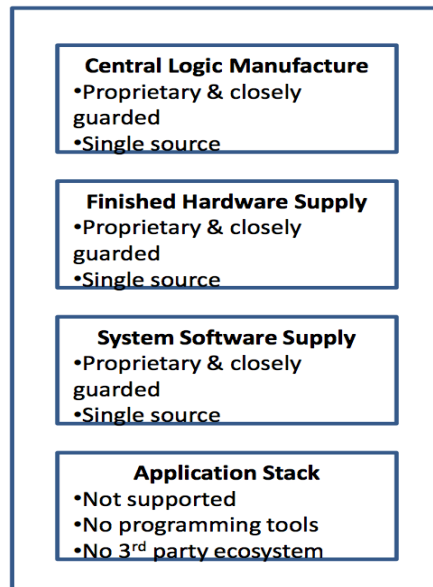 Central Logic Manufacture
•Proprietary & closely
guarded
•Single source
Finished Hardware Supply
•Proprietary & closely
guarded
•Single source
System Software Supply
•Proprietary & closely
guarded
•Single source
Application Stack
•Not supported
•No programming tools
•No 3rd party ecosystem